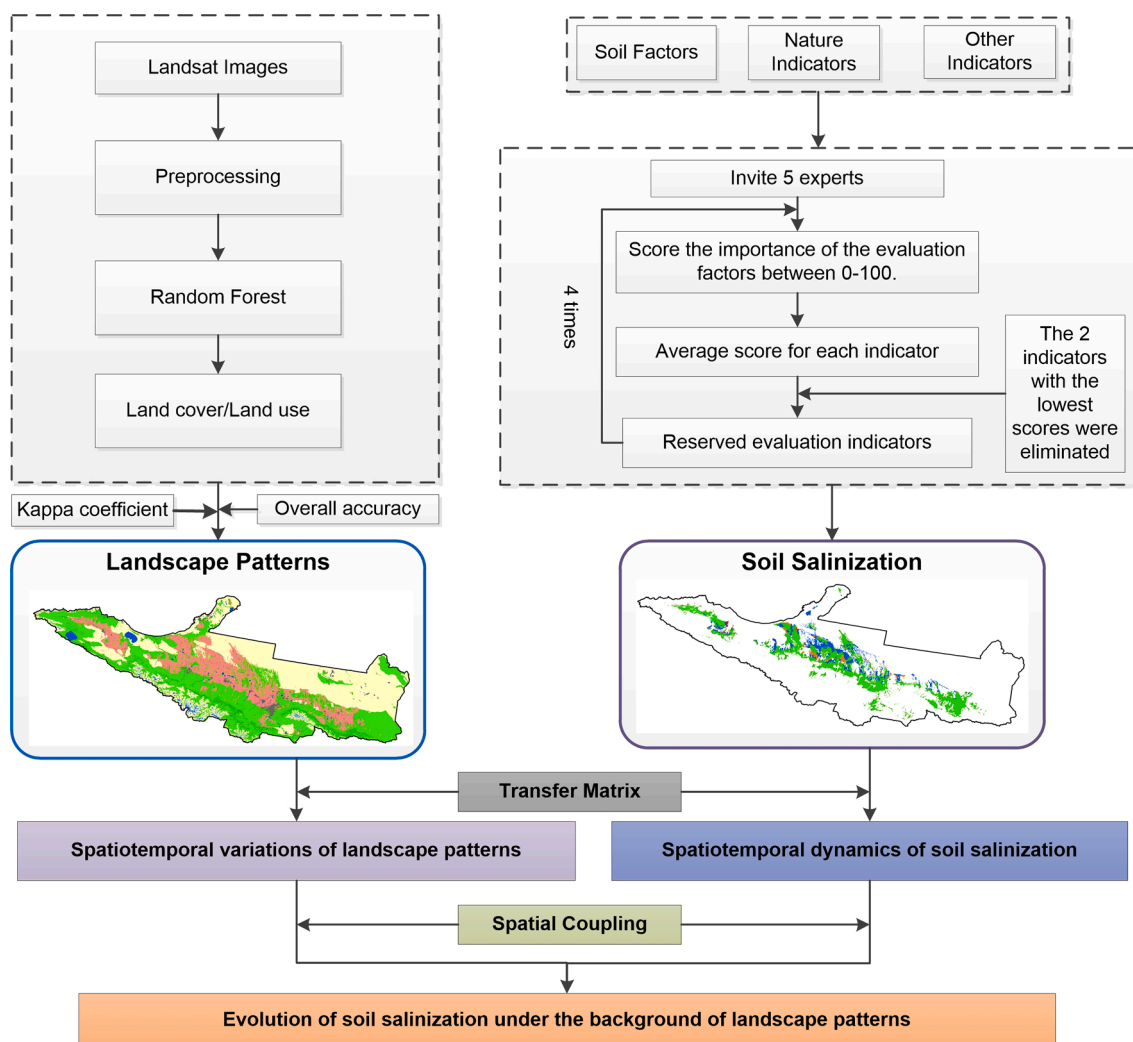 Landsat Images
Preprocessing
Random Forest
Land cover/Land use
Kappa coefficient
Overall accuracy
Landscape Patterns
Soil Factors
Nature
Indicators
Other
Indicators
Invite 5 experts
Score the importance of the evaluation
factors between 0-100.
4 times
Average score for each indicator
The 2
indicators
with the
lowest
scores were
eliminated
Reserved evaluation indicators
Soil Salinization
Transfer Matrix
Spatiotemporal variations of landscape patterns
Spatiotemporal dynamics of soil salinization
Spatial Coupling
Evolution of soil salinization under the background of landscape patterns